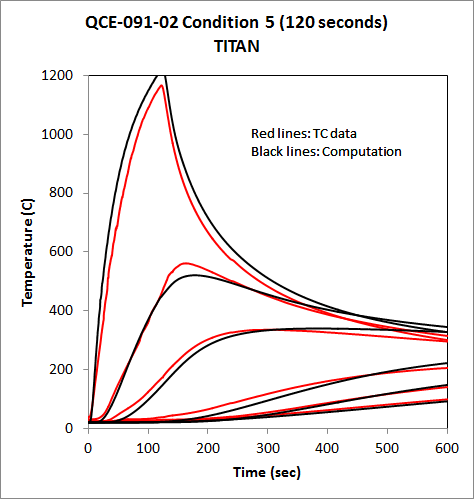 QCE-091-02 Condition 5 (120 seconds)
TITAN
1200
1000
800
600
400
200
0
Temperature (C)
Red lines: TC data
Black lines: Computation
0 100 200 300 400 500 600
Time (sec)